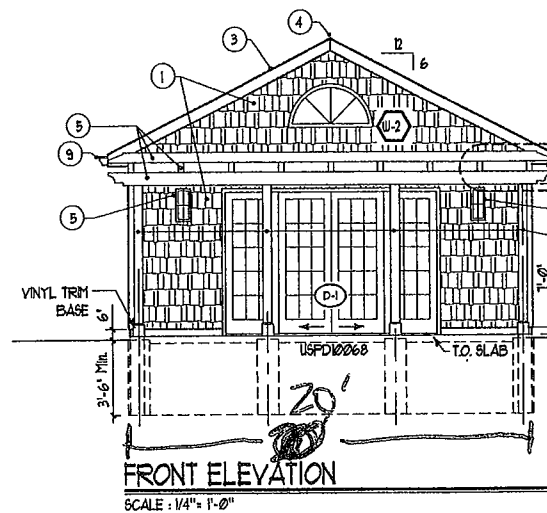 4
3
12
6
1
W-2
5
9
5
7'-0"
D-1
VINYL TRIM
BASE
6"
USPD10068
T.O. SLAB
3'-6" Min.
20'
FRONT ELEVATION
SCALE : 1/4" = 1'-0"